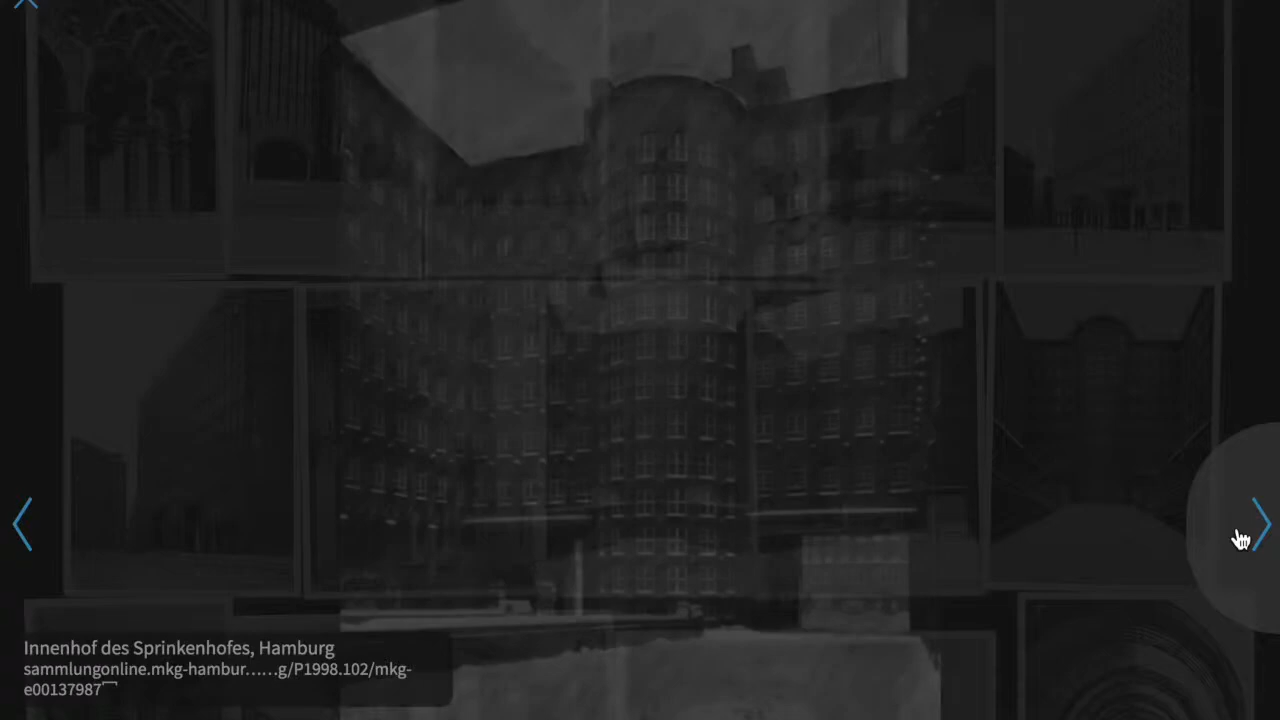 Innenhof des Sprinkenhofes, Hamburg
sammlungonline.mkg-hambur……g/P1998.102/mkg-
e00137987